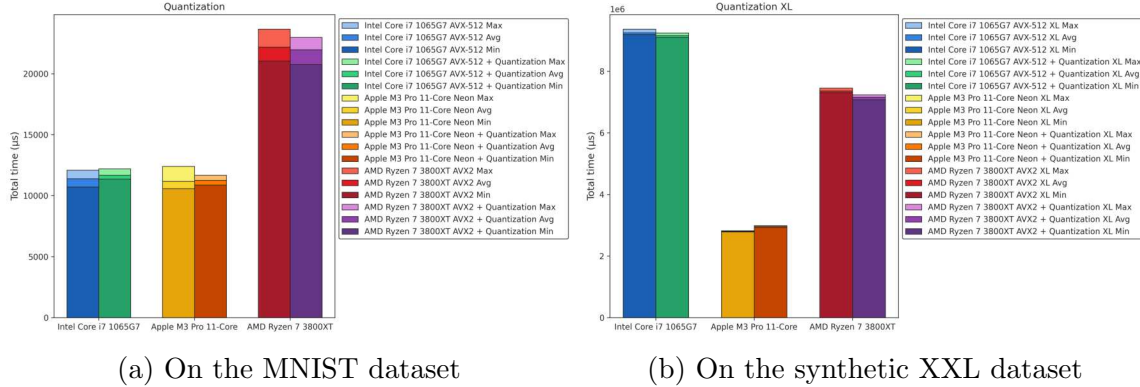 Quantization
Total time (μs)
20000
15000
10000
5000
0
Intel Core i7 1065G7
Apple M3 Pro 11-Core
AMD Ryzen 7 3800XT
Intel Core i7 1065G7 AVX-512 Max
Intel Core i7 1065G7 AVX-512 Avg
Intel Core i7 1065G7 AVX-512 Min
Intel Core i7 1065G7 AVX-512 + Quantization Max
Intel Core i7 1065G7 AVX-512 + Quantization Avg
Intel Core i7 1065G7 AVX-512 + Quantization Min
Apple M3 Pro 11-Core Neon Max
Apple M3 Pro 11-Core Neon Avg
Apple M3 Pro 11-Core Neon Min
Apple M3 Pro 11-Core Neon + Quantization Max
Apple M3 Pro 11-Core Neon + Quantization Avg
Apple M3 Pro 11-Core Neon + Quantization Min
AMD Ryzen 7 3800XT AVX2 Max
AMD Ryzen 7 3800XT AVX2 Avg
AMD Ryzen 7 3800XT AVX2 Min
AMD Ryzen 7 3800XT AVX2 + Quantization Max
AMD Ryzen 7 3800XT AVX2 + Quantization Avg
AMD Ryzen 7 3800XT AVX2 + Quantization Min
(a) On the MNIST dataset
Quantization XL
1e6
Total time (μs)
8
6
4
2
0
Intel Core i7 1065G7
Apple M3 Pro 11-Core
AMD Ryzen 7 3800XT
Intel Core i7 1065G7 AVX-512 XL Max
Intel Core i7 1065G7 AVX-512 XL Avg
Intel Core i7 1065G7 AVX-512 XL Min
Intel Core i7 1065G7 AVX-512 + Quantization XL Max
Intel Core i7 1065G7 AVX-512 + Quantization XL Avg
Intel Core i7 1065G7 AVX-512 + Quantization XL Min
Apple M3 Pro 11-Core Neon XL Max
Apple M3 Pro 11-Core Neon XL Avg
Apple M3 Pro 11-Core Neon XL Min
Apple M3 Pro 11-Core Neon + Quantization XL Max
Apple M3 Pro 11-Core Neon + Quantization XL Avg
Apple M3 Pro 11-Core Neon + Quantization XL Min
AMD Ryzen 7 3800XT AVX2 XL Max
AMD Ryzen 7 3800XT AVX2 XL Avg
AMD Ryzen 7 3800XT AVX2 XL Min
AMD Ryzen 7 3800XT AVX2 + Quantization XL Max
AMD Ryzen 7 3800XT AVX2 + Quantization XL Avg
AMD Ryzen 7 3800XT AVX2 + Quantization XL Min
(b) On the synthetic XXL dataset